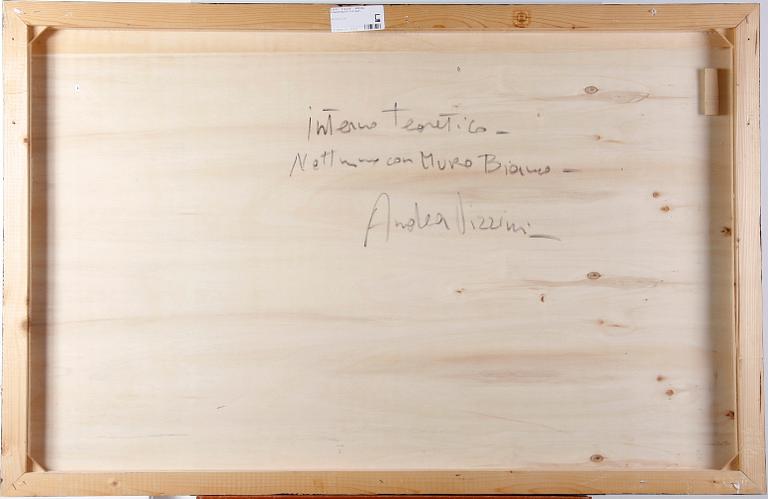 Interno Teoretico -
Notturno con MURO Bianco -
Andrea Vizzini -